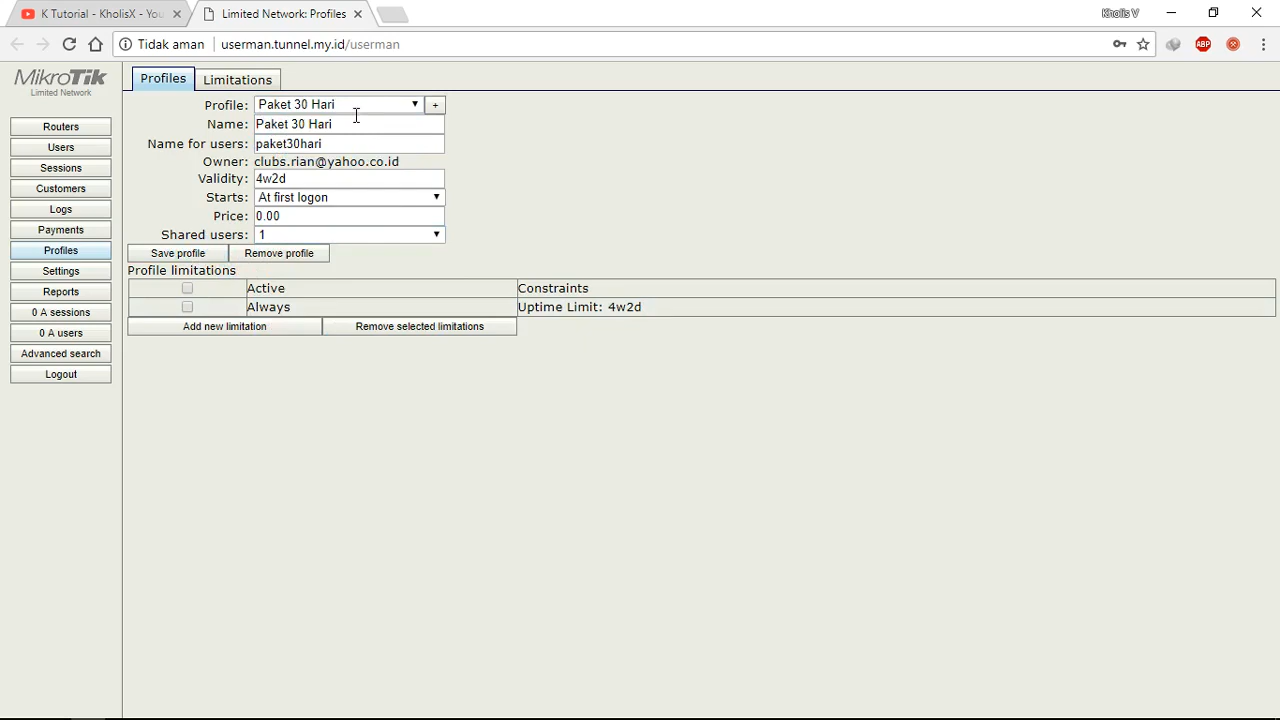 K Tutorial - KholisX - You
Limited Network: Profiles
Kholis V
Tidak aman
userman.tunnel.my.id/userman
ABP
MikroTik
Limited Network
Routers
Users
Sessions
Customers
Logs
Payments
Profiles
Settings
Reports
0 A sessions
0 A users
Advanced search
Logout
Profiles
Limitations
Profile: Paket 30 Hari +
Name: Paket 30 Hari
Name for users: paket30hari
Owner: clubs.rian@yahoo.co.id
Validity: 4w2d
Starts: At first logon
Price: 0.00
Shared users: 1
Save profile
Remove profile
Profile limitations
Active Constraints
Always Uptime Limit: 4w2d
Add new limitation
Remove selected limitations